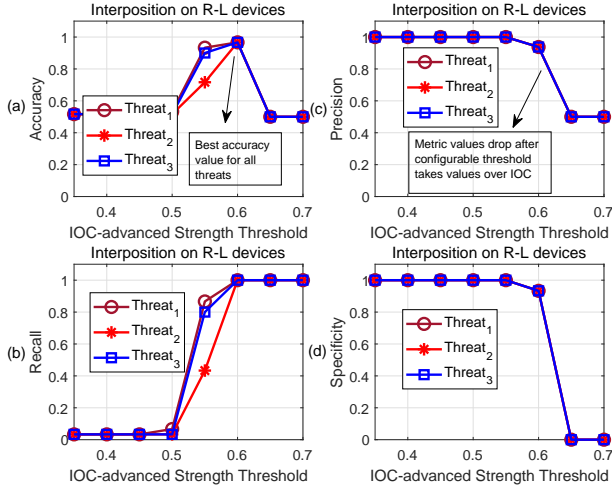 Interposition on R-L devices
(a)
Accuracy
1
0.8
0.6
0.4
0.2
0
Threat1
Threat2
Threat3
Best accuracy
value for all
threats
0.4 0.5 0.6 0.7
IOC-advanced Strength Threshold
Interposition on R-L devices
(c)
Precision
1
0.8
0.6
0.4
0.2
0
Threat1
Threat2
Threat3
Metric values drop after
configurable threshold
takes values over IOC
0.4 0.5 0.6 0.7
IOC-advanced Strength Threshold
Interposition on R-L devices
(b)
Recall
1
0.8
0.6
0.4
0.2
0
Threat1
Threat2
Threat3
0.4 0.5 0.6 0.7
IOC-advanced Strength Threshold
Interposition on R-L devices
(d)
Specificity
1
0.8
0.6
0.4
0.2
0
Threat1
Threat2
Threat3
0.4 0.5 0.6 0.7
IOC-advanced Strength Threshold